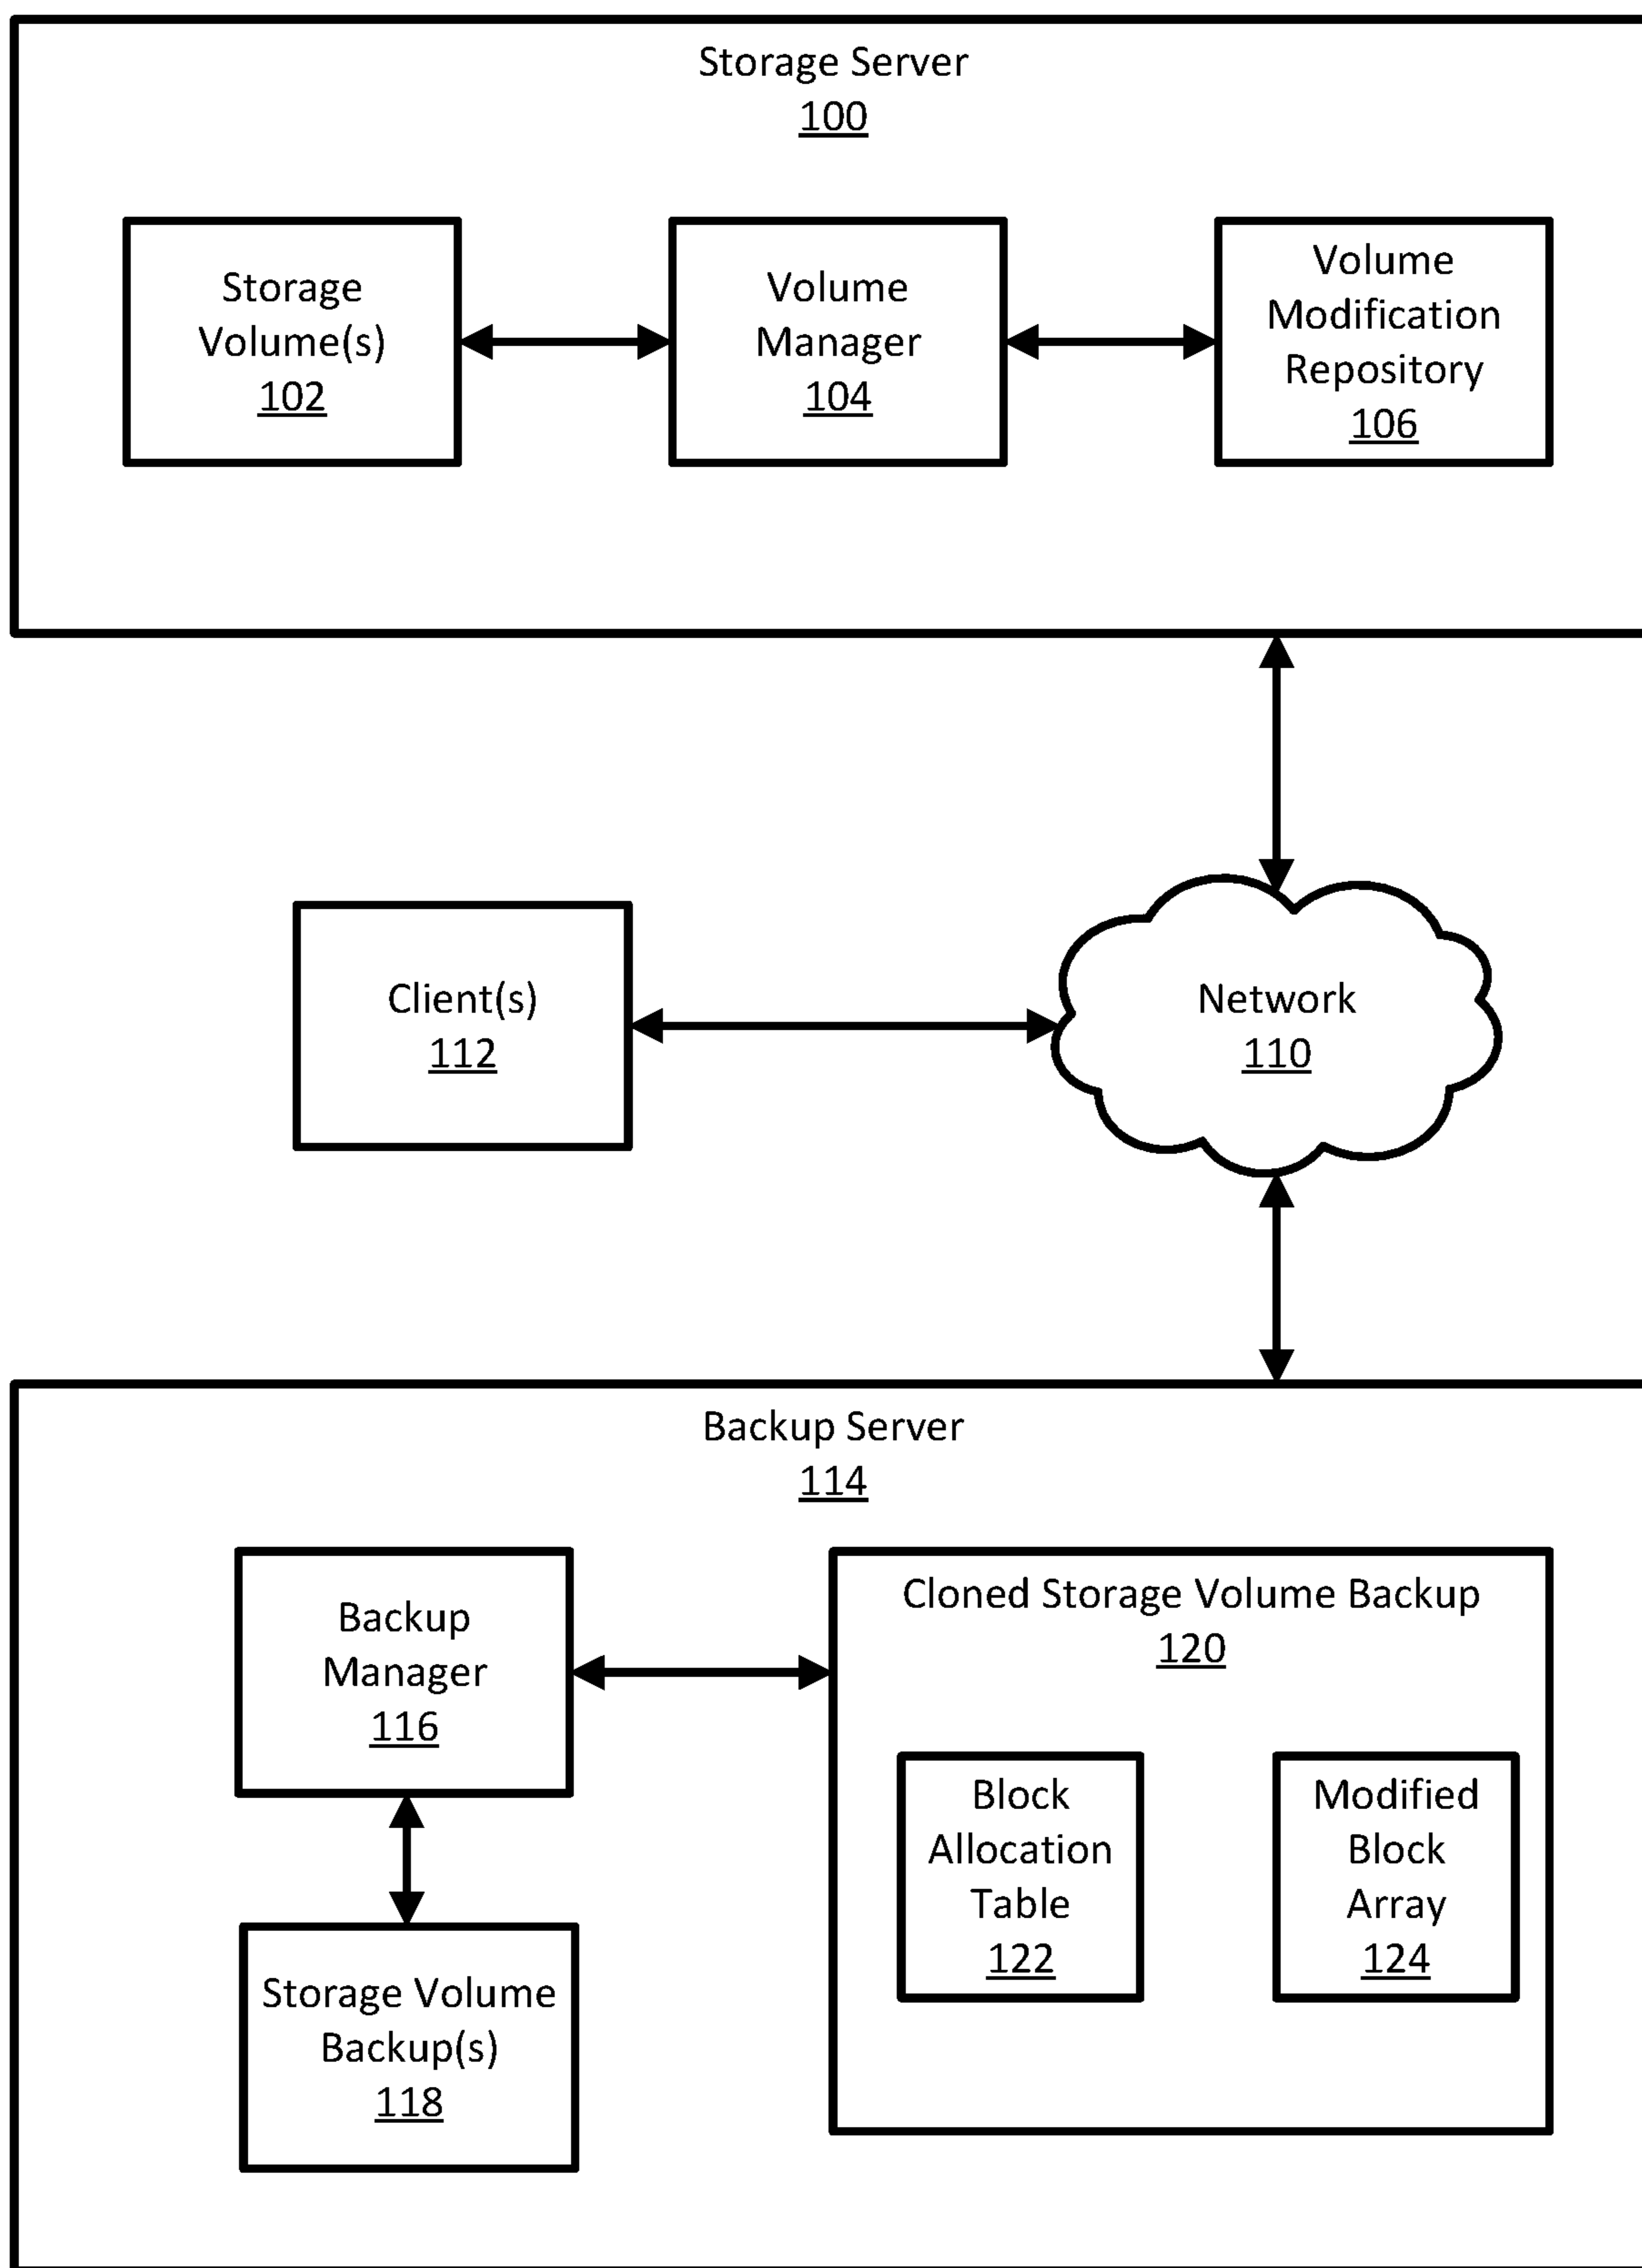 Storage Server
100
Storage
Volume(s)
102
Volume
Manager
104
Volume
Modification
Repository
106
Client(s)
112
Network
110
Backup Server
114
Backup
Manager
116
Cloned Storage Volume Backup
120
Block
Allocation
Table
122
Modified
Block
Array
124
Storage Volume
Backup(s)
118